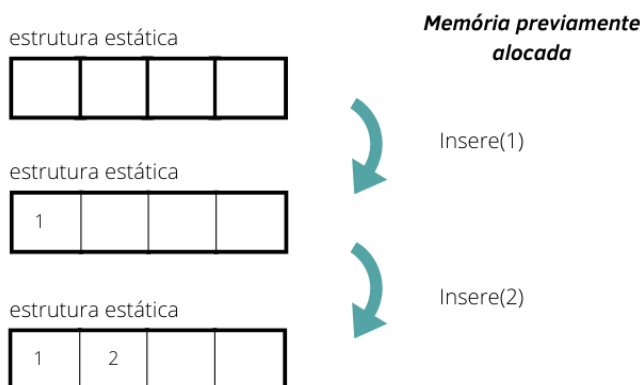 estrutura estática
Memória previamente
alocada
Insere(1)
estrutura estática
1
Insere(2)
estrutura estática
1 2